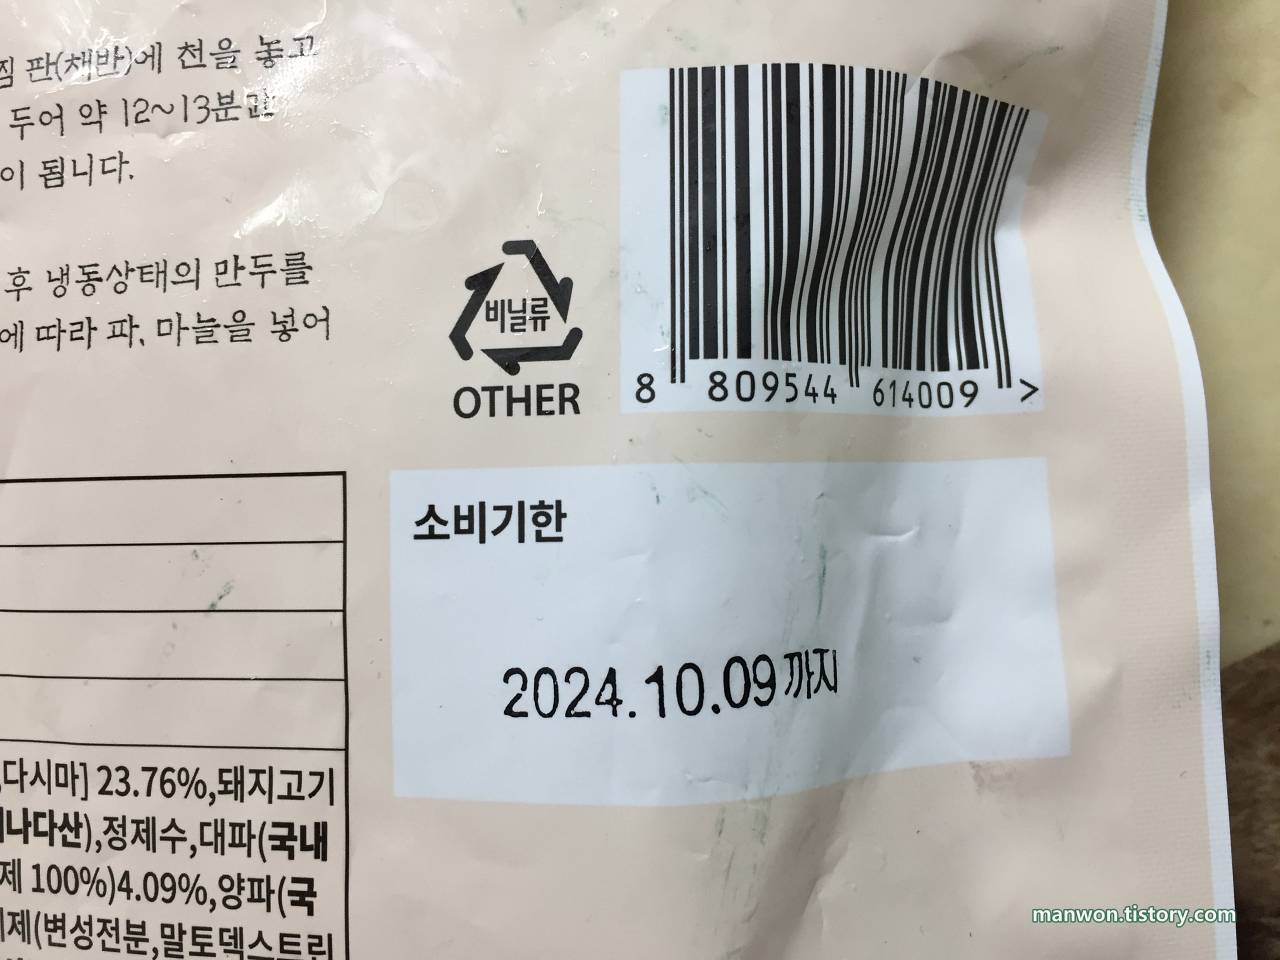 찜 판(채반)에 천을 놓고
두어 약 12~13분간
이 됩니다.
후 냉동상태의 만두를
에 따라 파, 마늘을 넣어
비닐류
OTHER
8 809544 614009 >
소비기한
2024.10.09까지
,다시마] 23.76%,돼지고기
나다산),정제수,대파(국내
제 100%)4.09%,양파(국
제(변성전분,말토덱스트린
manwon.tistory.com